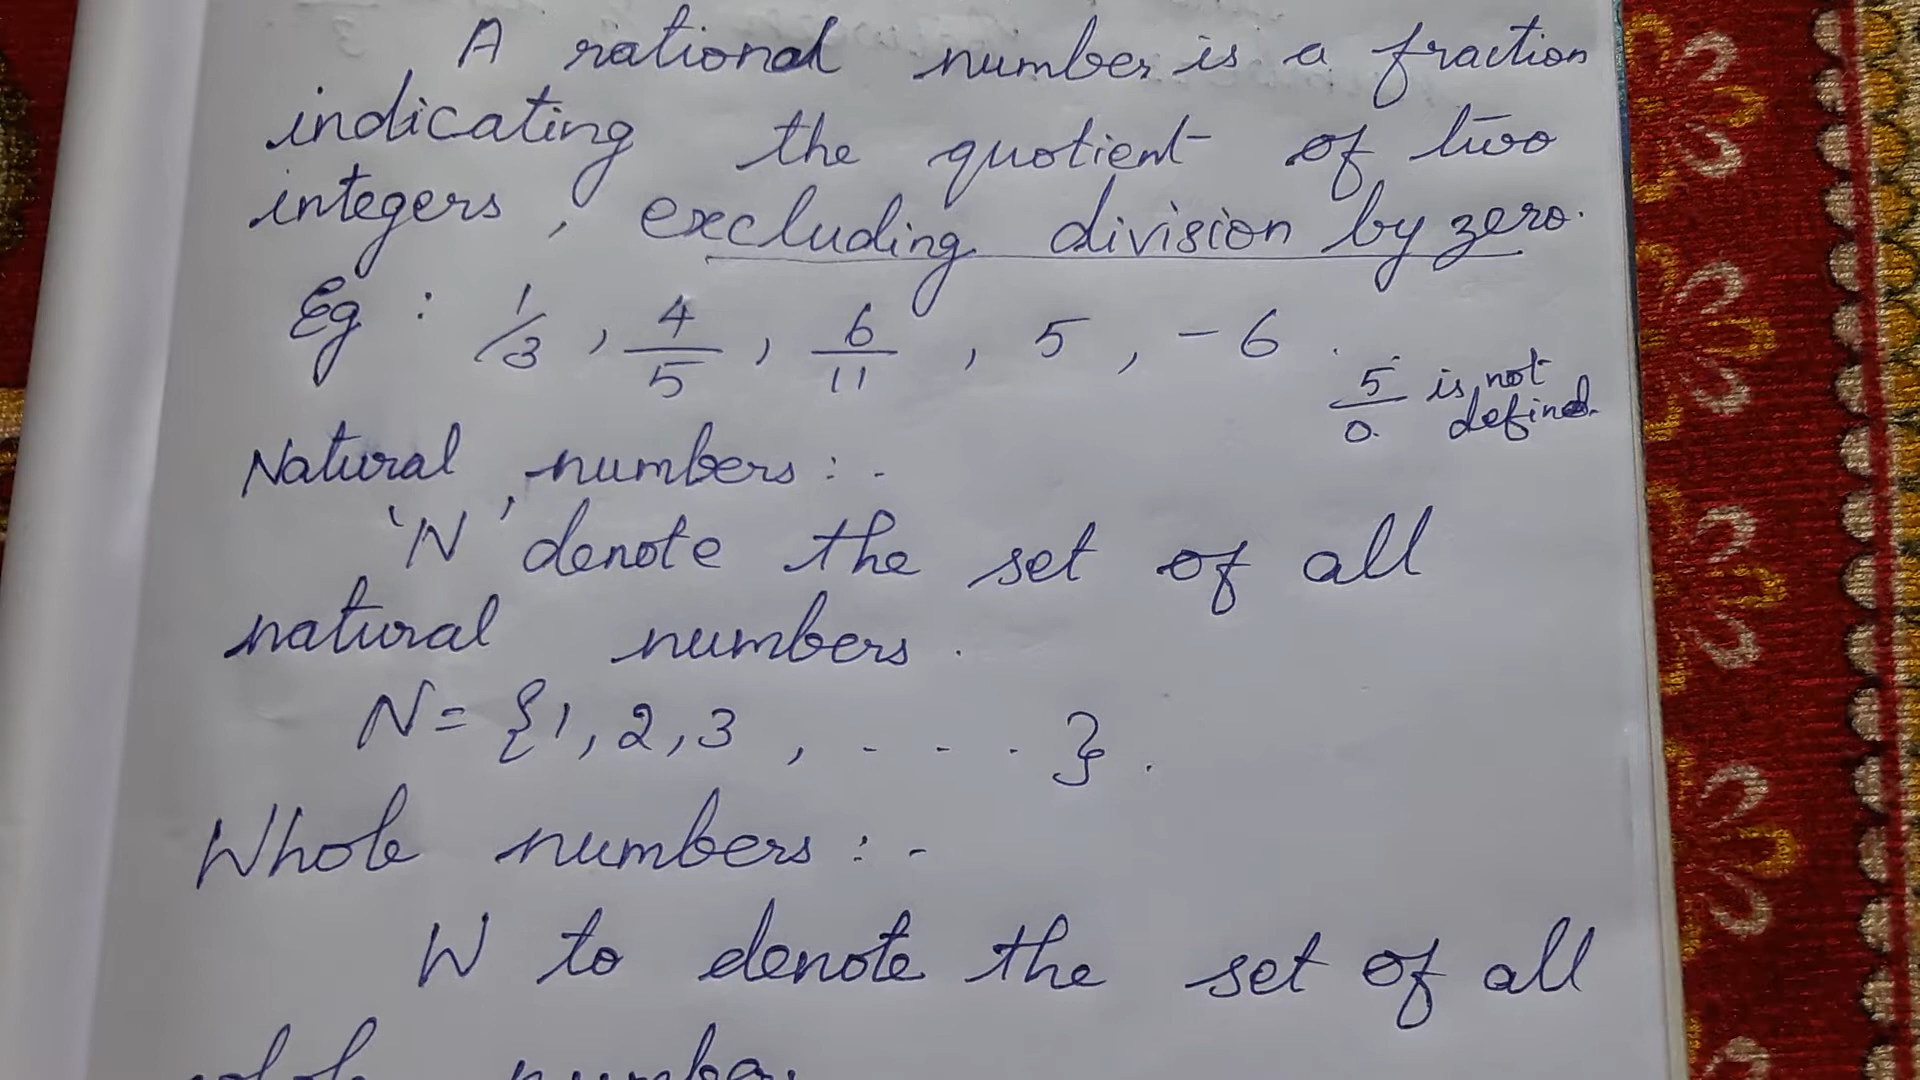 A rational number is a fraction
indicating the quotient of two
integers, excluding division by zero.
Eg : 1/3, 4/5, 6/11, 5, -6.
5/0. is not defined.
Natural numbers : -
'N' denote the set of all
natural numbers.
N = {1, 2, 3, . . . }.
Whole numbers : -
W to denote the set of all